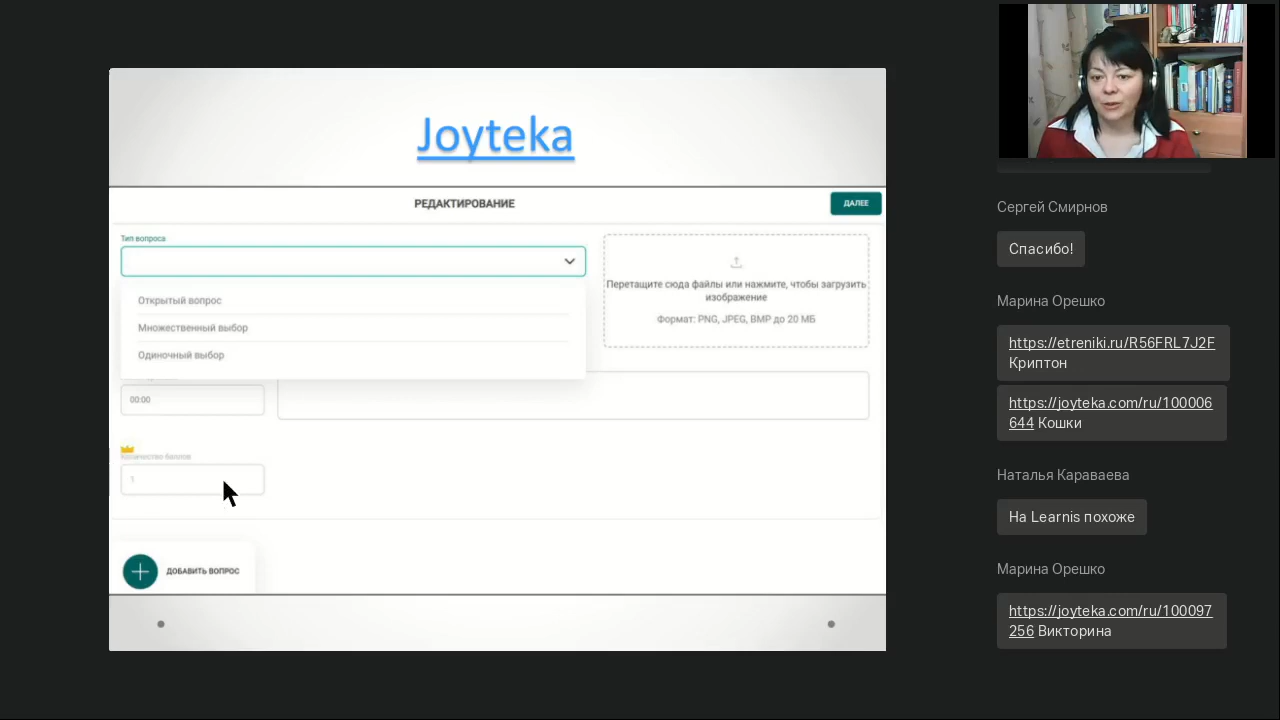 Joyteka
РЕДАКТИРОВАНИЕ
ДАЛЕЕ
Тип вопроса
Открытый вопрос
Множественный выбор
Одиночный выбор
Перетащите сюда файлы или нажмите, чтобы загрузить
изображение
Формат: PNG, JPEG, BMP до 20 МБ
00:00
Количество баллов
1
ДОБАВИТЬ ВОПРОС
Сергей Смирнов
Спасибо!
Марина Орешко
https://etreniki.ru/R56FRL7J2F
Криптон
https://joyteka.com/ru/100006
644 Кошки
Наталья Караваева
На Learnis похоже
Марина Орешко
https://joyteka.com/ru/100097
256 Викторина